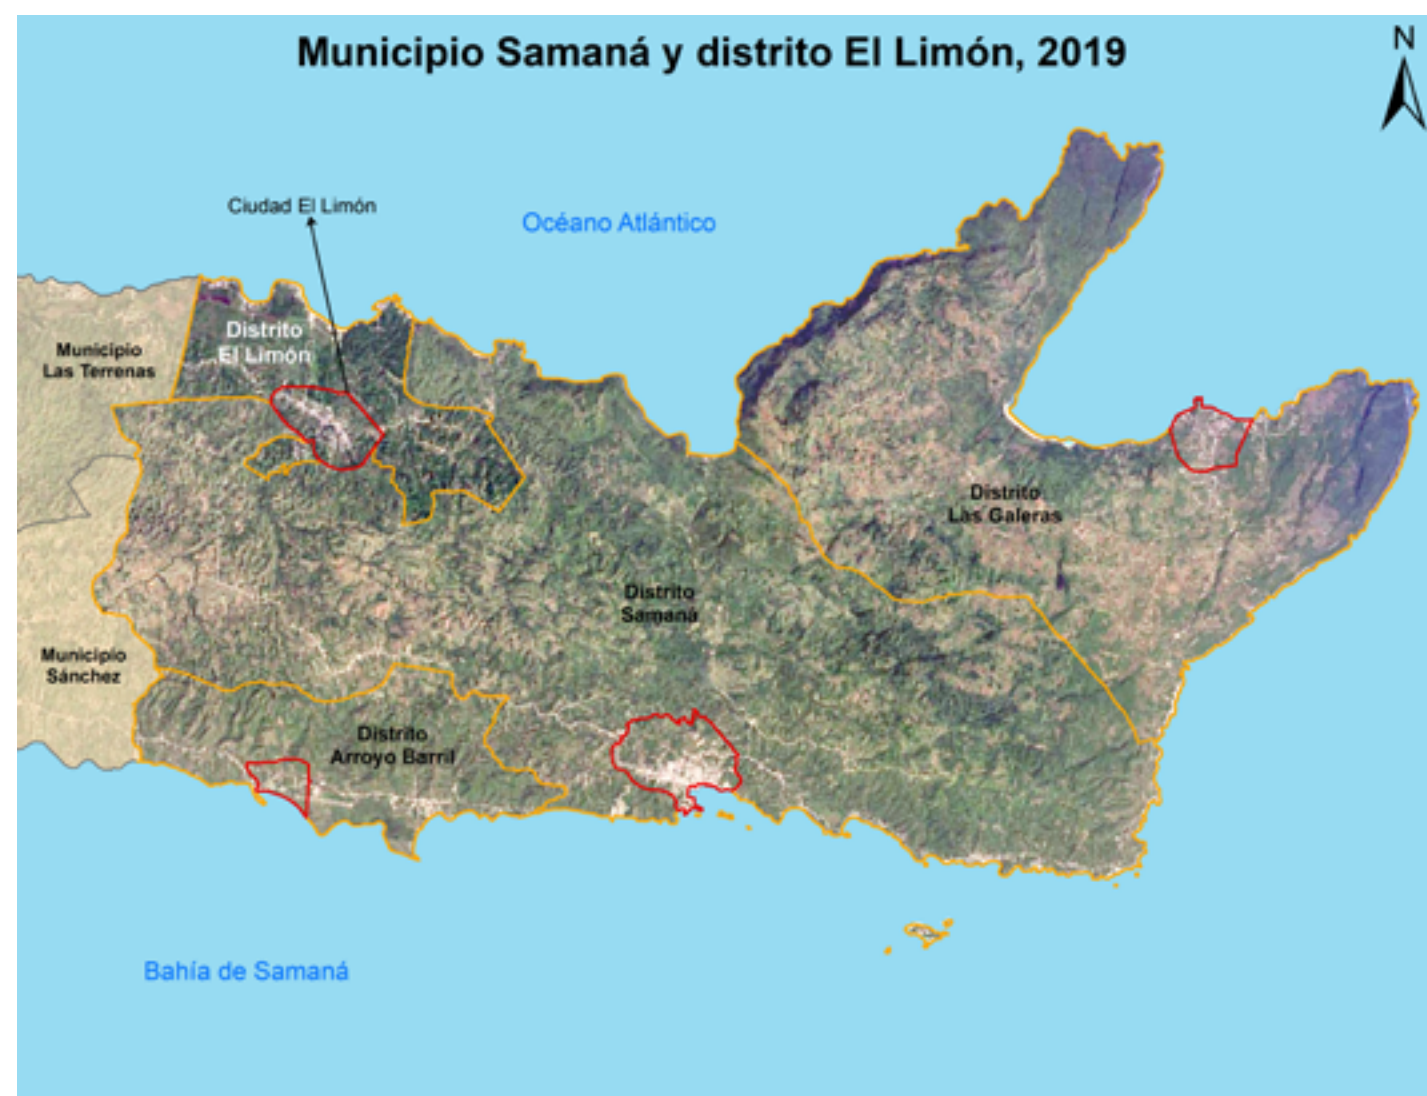 Municipio Samaná y distrito El Limón, 2019
N
Ciudad El Limón
Océano Atlántico
Distrito
El Limón
Municipio
Las Terrenas
Distrito
Las Galeras
Distrito
Samaná
Municipio
Sánchez
Distrito
Arroyo Barril
Bahía de Samaná